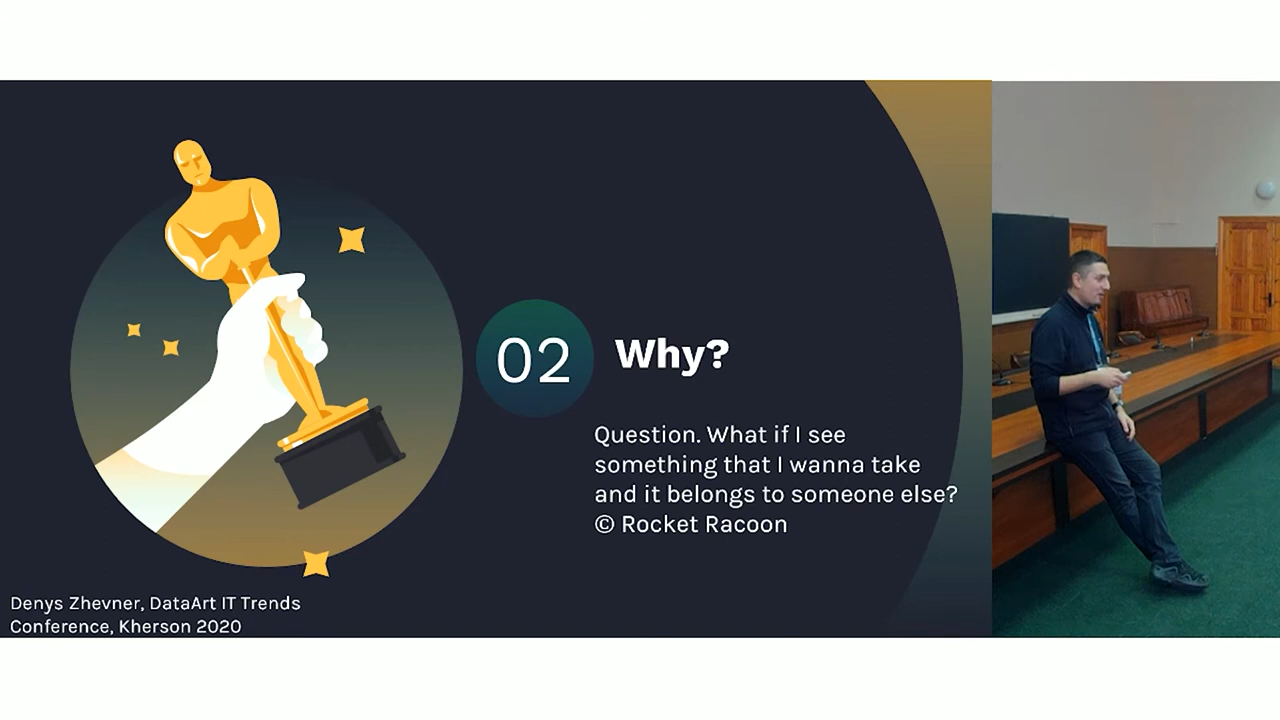 02
Why?
Question. What if I see
something that I wanna take
and it belongs to someone else?
© Rocket Racoon
Denys Zhevner, DataArt IT Trends
Conference, Kherson 2020